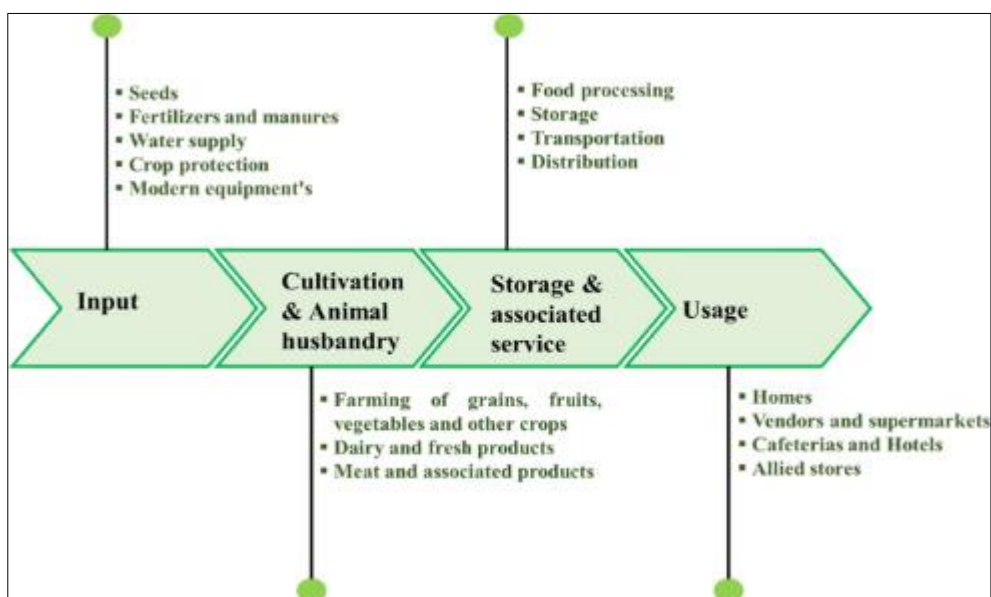 ▪ Seeds
▪ Fertilizers and manures
▪ Water supply
▪ Crop protection
▪ Modern equipment's
▪ Food processing
▪ Storage
▪ Transportation
▪ Distribution
Input
Cultivation
& Animal
husbandry
Storage &
associated
service
Usage
▪ Farming of grains, fruits,
vegetables and other crops
▪ Dairy and fresh products
▪ Meat and associated products
▪ Homes
▪ Vendors and supermarkets
▪ Cafeterias and Hotels
▪ Allied stores